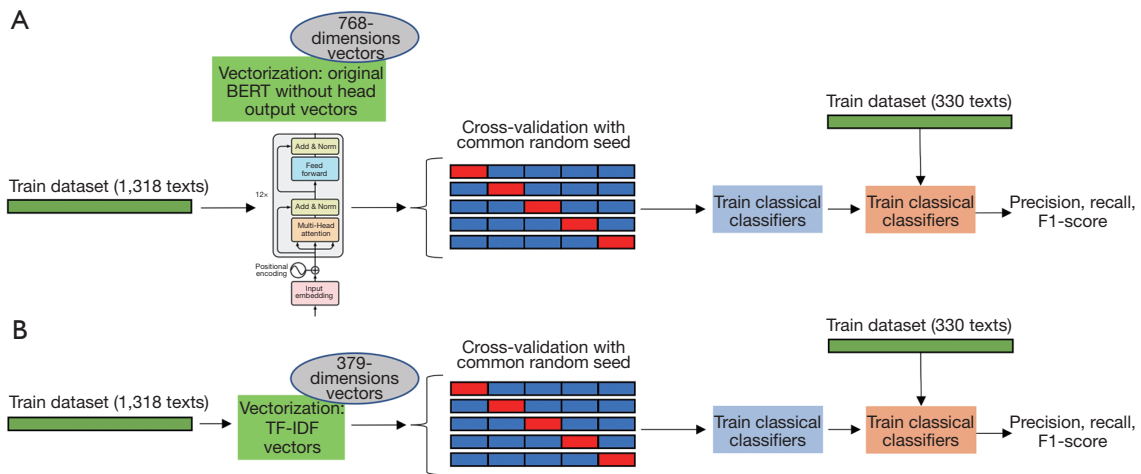 A
768-
dimensions
vectors
Vectorization: original
BERT without head
output vectors
Train dataset (1,318 texts)
12×
Add & Norm
Feed
forward
Add & Norm
Multi-Head
attention
Positional
encoding
Input
embedding
Cross-validation with
common random seed
Train classical
classifiers
Train dataset (330 texts)
Train classical
classifiers
Precision, recall,
F1-score
B
379-
dimensions
vectors
Train dataset (1,318 texts)
Vectorization:
TF-IDF
vectors
Cross-validation with
common random seed
Train classical
classifiers
Train dataset (330 texts)
Train classical
classifiers
Precision, recall,
F1-score